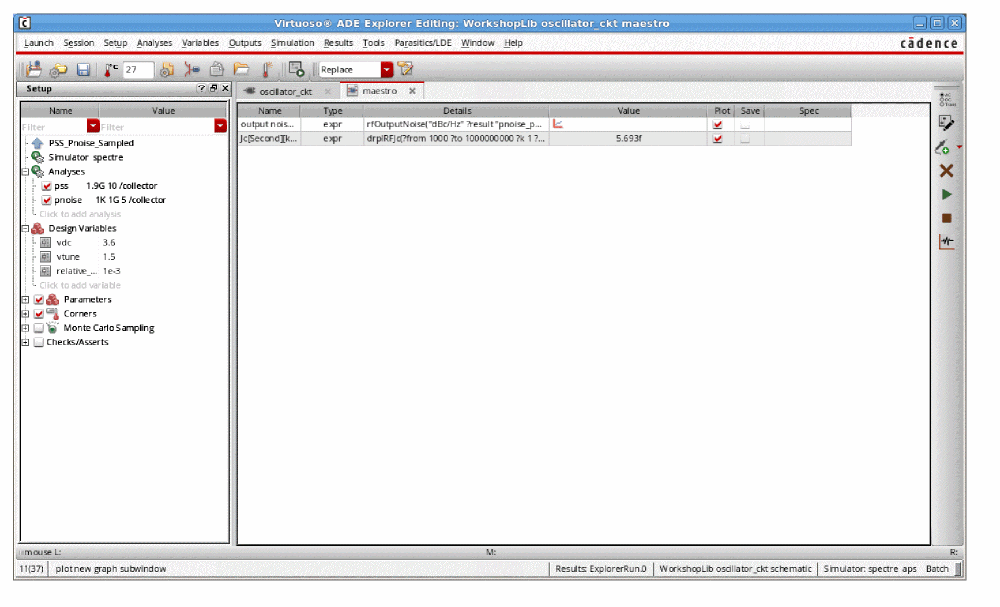 Virtuoso® ADE Explorer Editing: WorkshopLib oscillator_ckt maestro
Launch Session Setup Analyses Variables Outputs Simulation Results Tools Parasitics/LDE Window Help
cādence
27 Replace
Setup
oscillator_ckt maestro
Name Value
Filter Filter
PSS_Pnoise_Sampled
Simulator spectre
Analyses
pss 1.9G 10 /collector
pnoise 1K 1G 5 /collector
Click to add analysis
Design Variables
vdc 3.6
vtune 1.5
relative_... 1e-3
Click to add variable
Parameters
Corners
Monte Carlo Sampling
Checks/Asserts
Name Type Details Value Plot Save Spec
output nois... expr rfOutputNoise("dBc/Hz" ?result "pnoise_p...
Jc[Second][k... expr drplRFJc(?from 1000 ?to 1000000000 ?k 1 ?... 5.693f
mouse L: M: R:
11(37) plot new graph subwindow Results: ExplorerRun.0 WorkshopLib oscillator_ckt schematic Simulator: spectre aps Batch